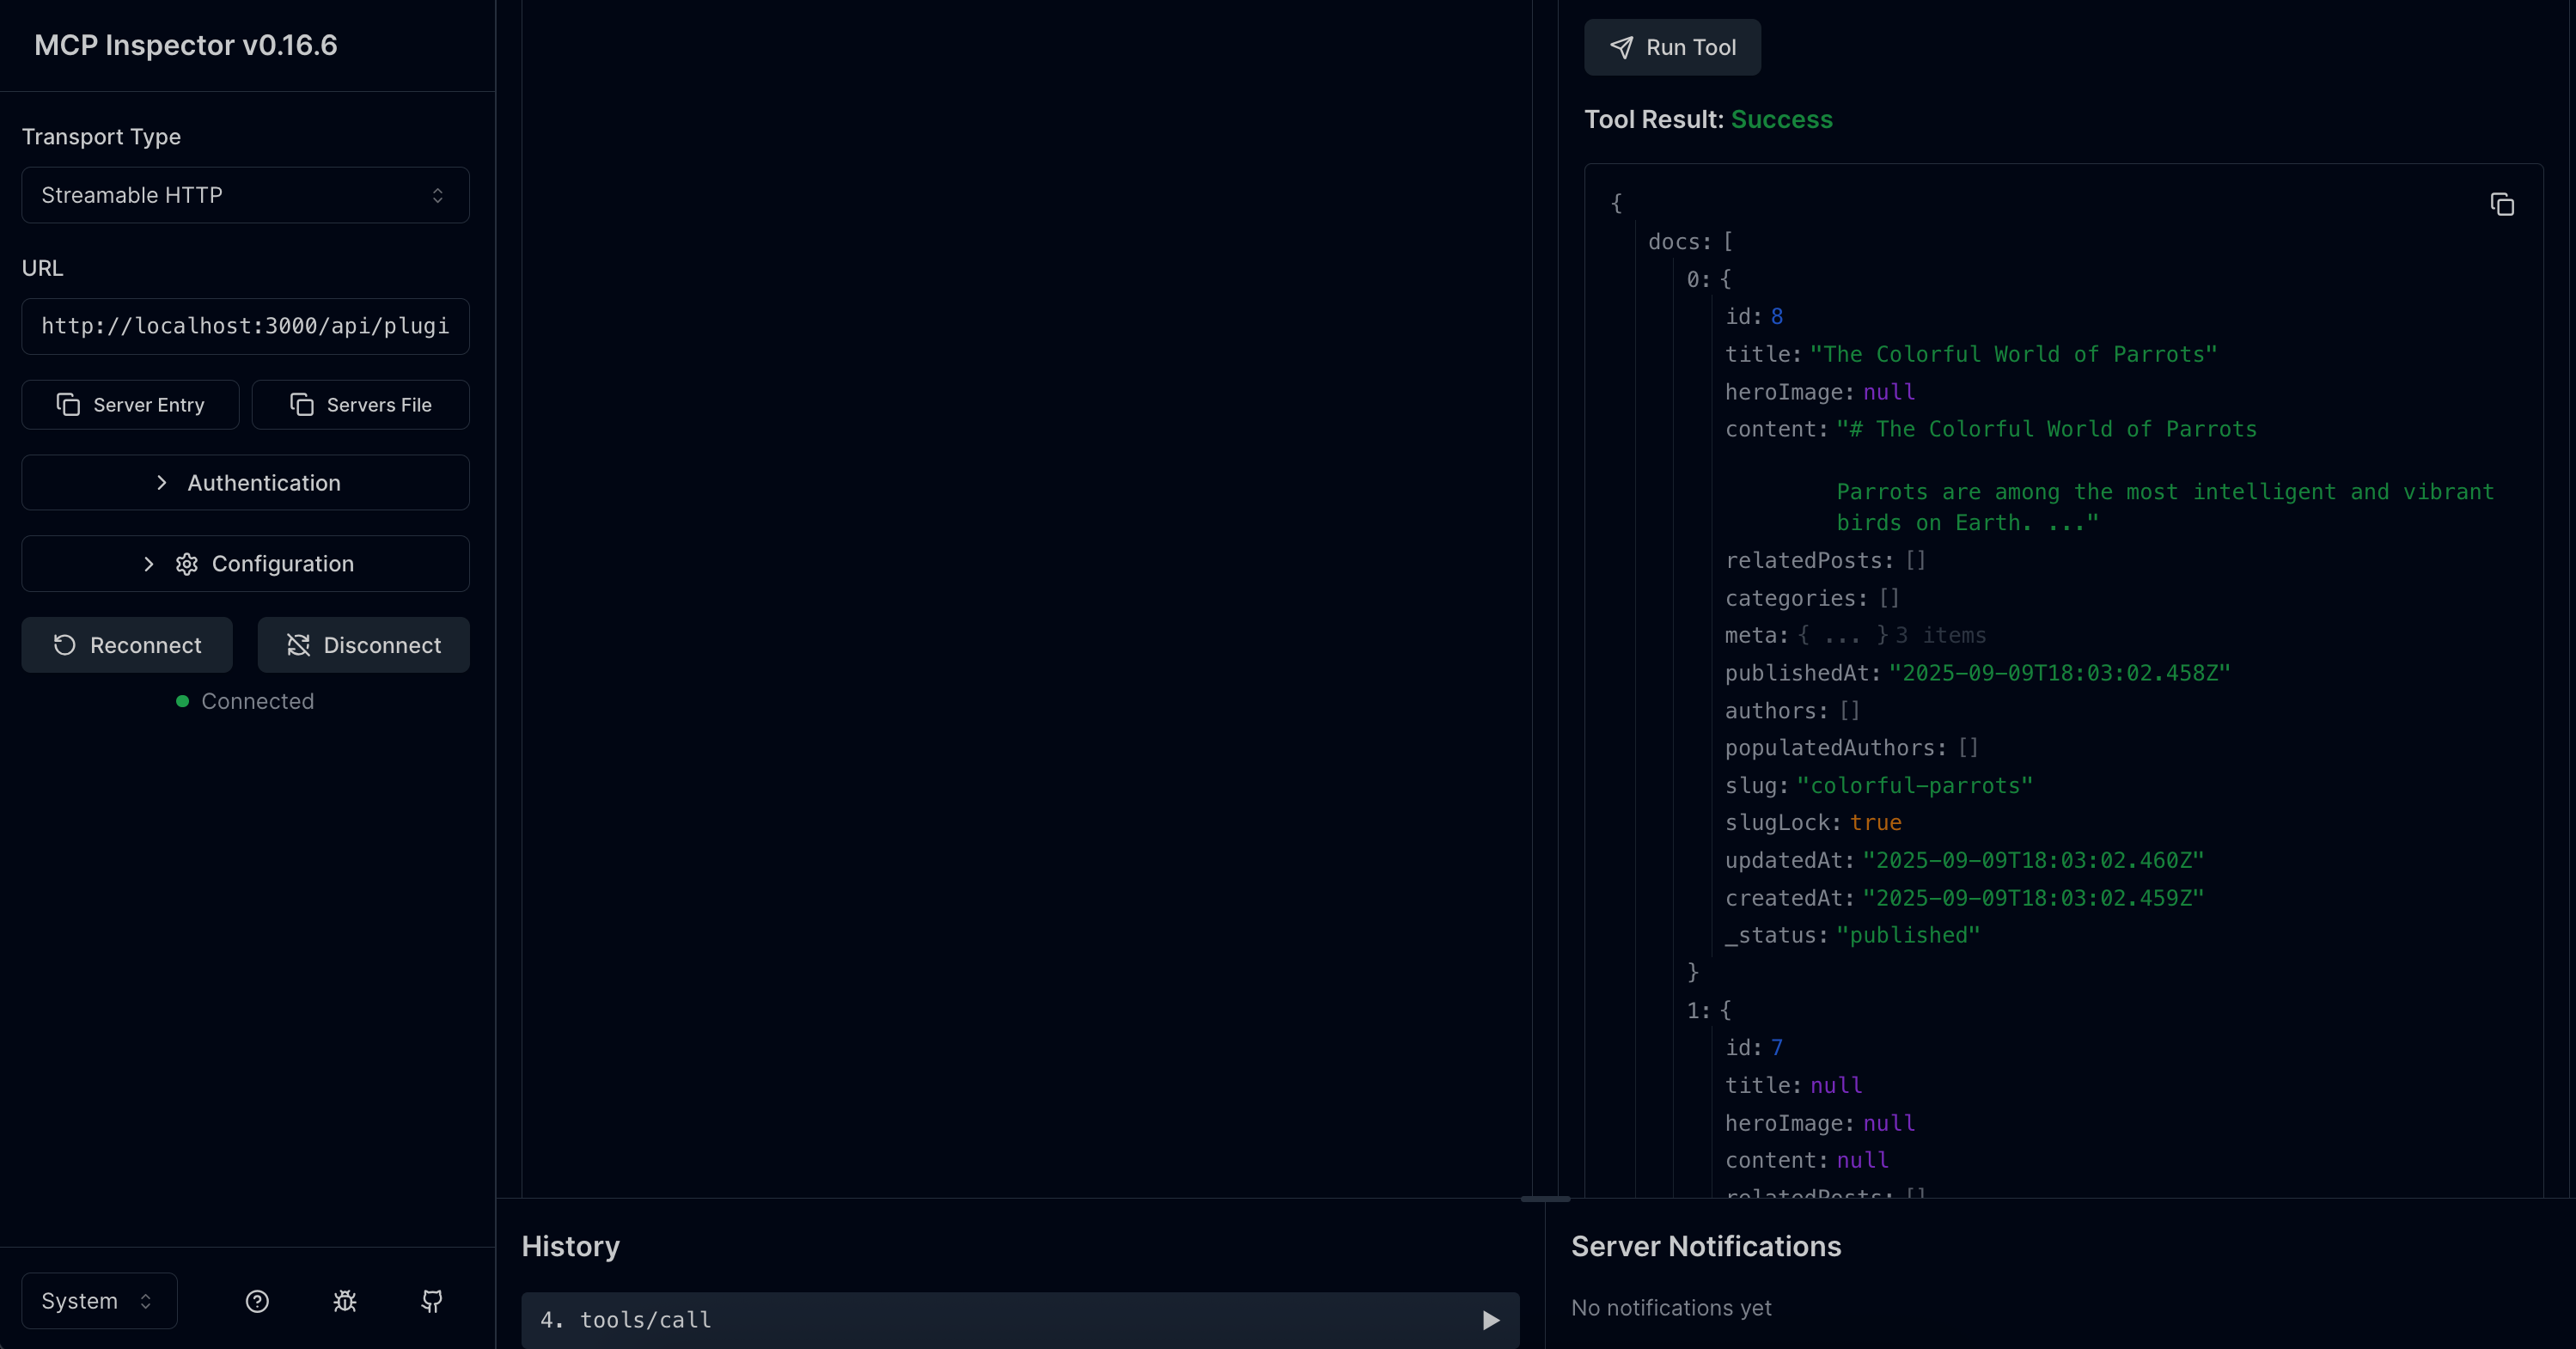 MCP Inspector v0.16.6
Transport Type
Streamable HTTP
URL
http://localhost:3000/api/plugi
Server Entry
Servers File
Authentication
Configuration
Reconnect
Disconnect
Connected
System
Run Tool
Tool Result: Success
{
docs: [
0: {
id: 8
title: "The Colorful World of Parrots"
heroImage: null
content: "# The Colorful World of Parrots
Parrots are among the most intelligent and vibrant
birds on Earth. ..."
relatedPosts: []
categories: []
meta: { ... } 3 items
publishedAt: "2025-09-09T18:03:02.458Z"
authors: []
populatedAuthors: []
slug: "colorful-parrots"
slugLock: true
updatedAt: "2025-09-09T18:03:02.460Z"
createdAt: "2025-09-09T18:03:02.459Z"
_status: "published"
}
1: {
id: 7
title: null
heroImage: null
content: null
relatedPosts: []
History
4. tools/call
Server Notifications
No notifications yet